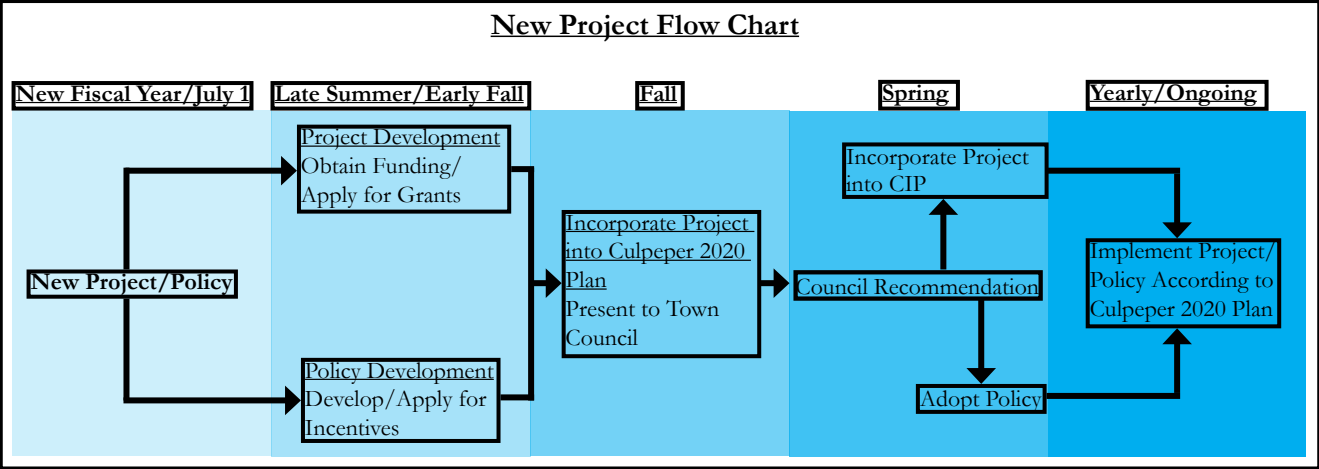 New Project Flow Chart
New Fiscal Year/July 1
Late Summer/Early Fall
Fall
Spring
Yearly/Ongoing
New Project/Policy
Project Development
Obtain Funding/
Apply for Grants
Policy Development
Develop/Apply for
Incentives
Incorporate Project
into Culpeper 2020
Plan
Present to Town
Council
Council Recommendation
Incorporate Project
into CIP
Adopt Policy
Implement Project/
Policy According to
Culpeper 2020 Plan